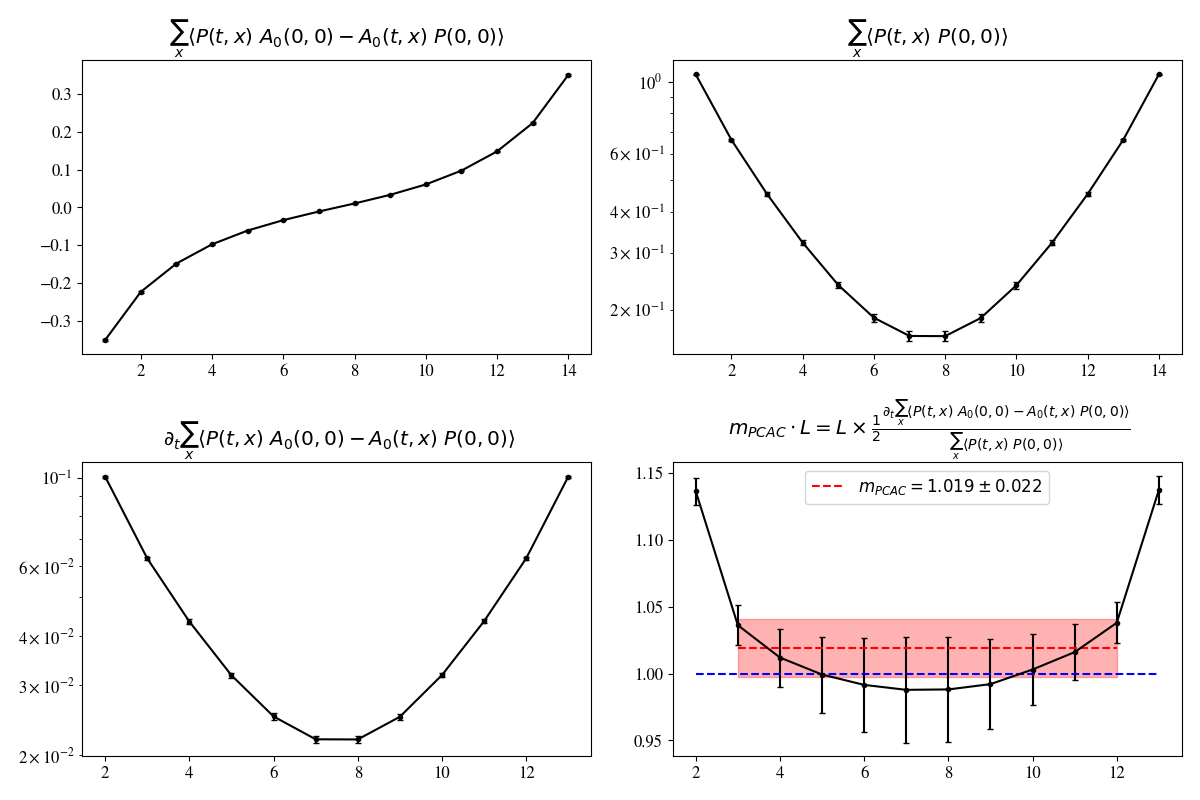 ∑ₓ⟨P(t, x) A₀(0, 0) − A₀(t, x) P(0, 0)⟩
0.3
0.2
0.1
0.0
−0.1
−0.2
−0.3
2 4 6 8 10 12 14
∑ₓ⟨P(t, x) P(0, 0)⟩
10⁰
6 × 10⁻¹
4 × 10⁻¹
3 × 10⁻¹
2 × 10⁻¹
2 4 6 8 10 12 14
∂ₜ∑ₓ⟨P(t, x) A₀(0, 0) − A₀(t, x) P(0, 0)⟩
10⁻¹
6 × 10⁻²
4 × 10⁻²
3 × 10⁻²
2 × 10⁻²
2 4 6 8 10 12
m_PCAC · L = L × 1/2 ∂ₜ∑ₓ⟨P(t, x) A₀(0, 0) − A₀(t, x) P(0, 0)⟩ / ∑ₓ⟨P(t, x) P(0, 0)⟩
1.15
1.10
1.05
1.00
0.95
m_PCAC = 1.019 ± 0.022
2 4 6 8 10 12